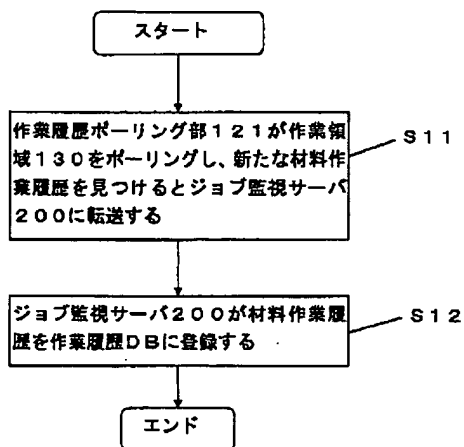 スタート
作業履歴ポーリング部121が作業領
域130をポーリングし、新たな材料作
業履歴を見つけるとジョブ監視サーバ
200に転送する
S11
ジョブ監視サーバ200が材料作業履
歴を作業履歴DBに登録する
S12
エンド